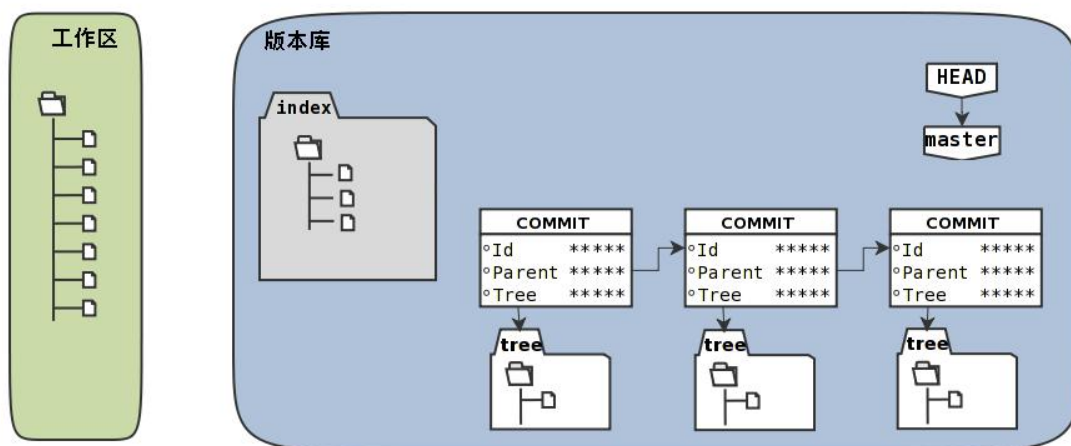 工作区
版本库
HEAD
index
master
COMMIT
Id *****
Parent *****
Tree *****
COMMIT
Id *****
Parent *****
Tree *****
COMMIT
Id *****
Parent *****
Tree *****
tree
tree
tree